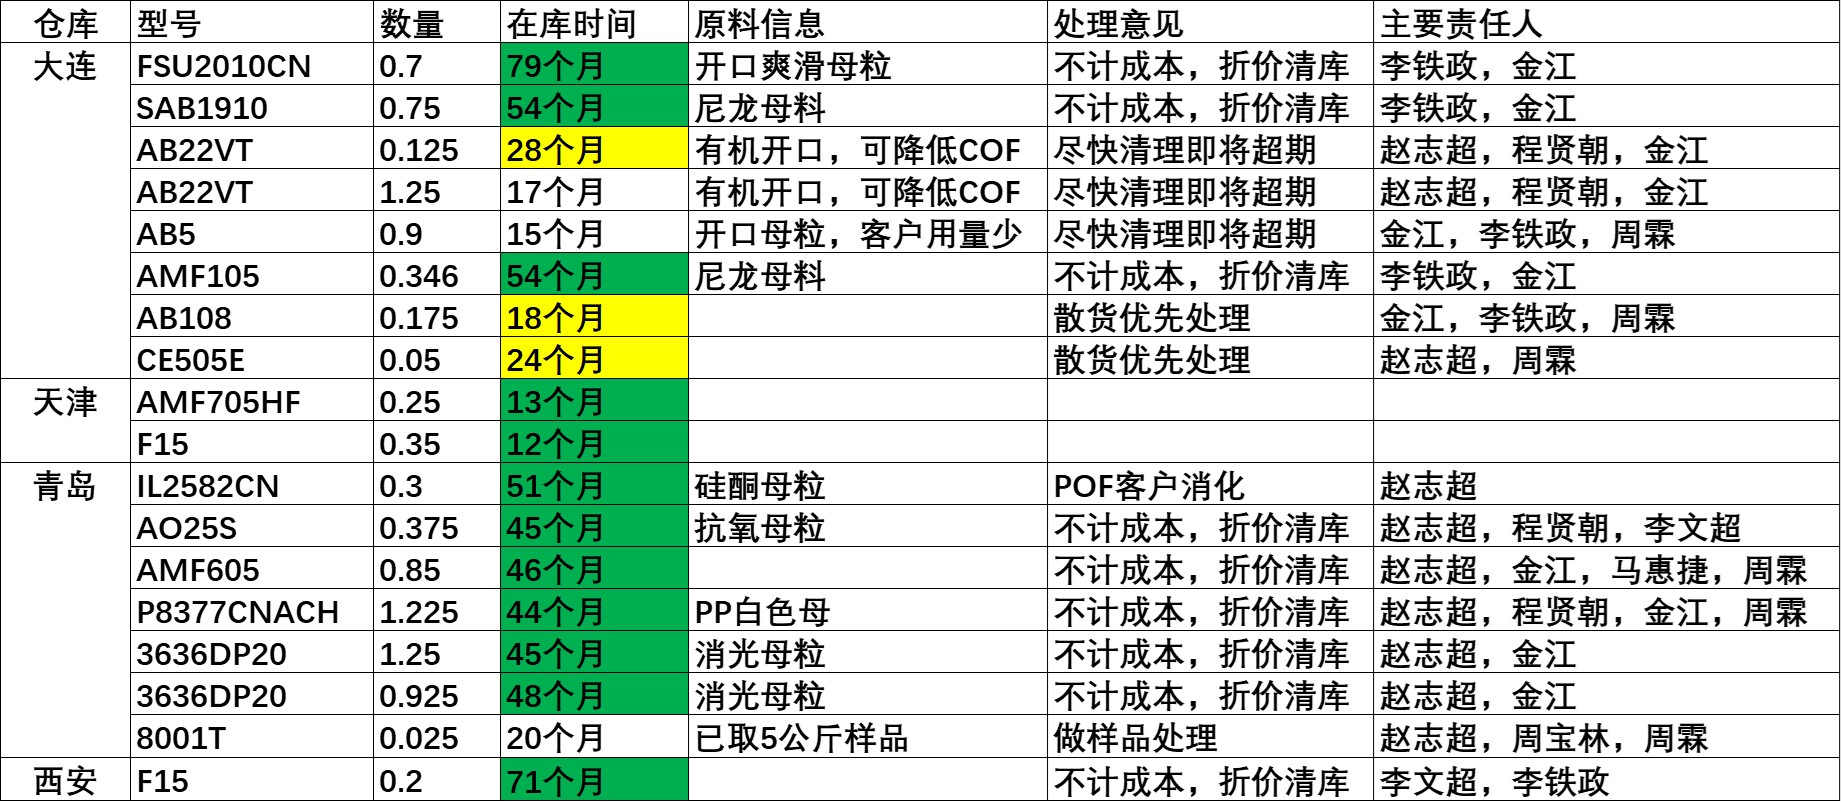 仓库 型号 数量 在库时间 原料信息 处理意见 主要责任人
大连 FSU2010CN 0.7 79个月 开口爽滑母粒 不计成本，折价清库 李铁政，金江
SAB1910 0.75 54个月 尼龙母料 不计成本，折价清库 李铁政，金江
AB22VT 0.125 28个月 有机开口，可降低COF 尽快清理即将超期 赵志超，程贤朝，金江
AB22VT 1.25 17个月 有机开口，可降低COF 尽快清理即将超期 赵志超，程贤朝，金江
AB5 0.9 15个月 开口母粒，客户用量少 尽快清理即将超期 金江，李铁政，周霖
AMF105 0.346 54个月 尼龙母料 不计成本，折价清库 李铁政，金江
AB108 0.175 18个月 散货优先处理 金江，李铁政，周霖
CE505E 0.05 24个月 散货优先处理 赵志超，周霖
天津 AMF705HF 0.25 13个月
F15 0.35 12个月
青岛 IL2582CN 0.3 51个月 硅酮母粒 POF客户消化 赵志超
AO25S 0.375 45个月 抗氧母粒 不计成本，折价清库 赵志超，程贤朝，李文超
AMF605 0.85 46个月 不计成本，折价清库 赵志超，金江，马惠捷，周霖
P8377CNACH 1.225 44个月 PP白色母 不计成本，折价清库 赵志超，程贤朝，金江，周霖
3636DP20 1.25 45个月 消光母粒 不计成本，折价清库 赵志超，金江
3636DP20 0.925 48个月 消光母粒 不计成本，折价清库 赵志超，金江
8001T 0.025 20个月 已取5公斤样品 做样品处理 赵志超，周宝林，周霖
西安 F15 0.2 71个月 不计成本，折价清库 李文超，李铁政